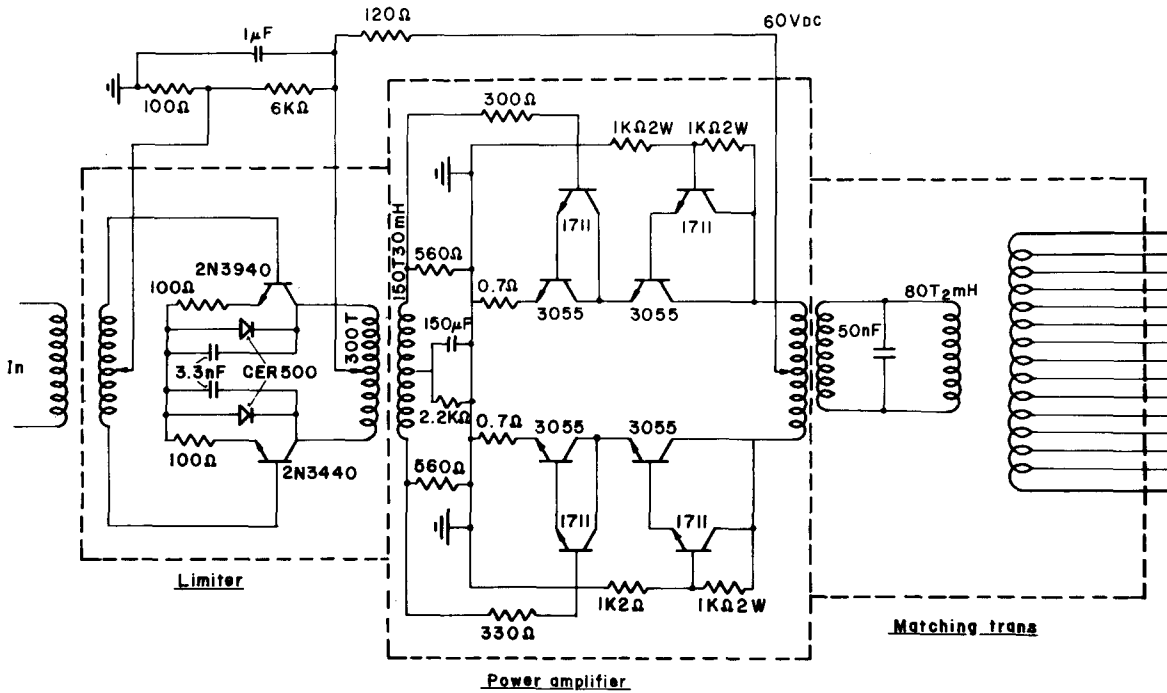 120Ω
60VDC
1µF
100Ω
6KΩ
300Ω
1KΩ2W
1KΩ2W
150T30mH
1711
1711
560Ω
2N3940
100Ω
0.7Ω
3055
3055
80T2mH
300T
150µF
50nF
In
3.3nF
CER500
2.2KΩ
0.7Ω
3055
3055
100Ω
2N3440
560Ω
1711
1711
Limiter
1K2Ω
1KΩ2W
330Ω
Matching trans
Power amplifier